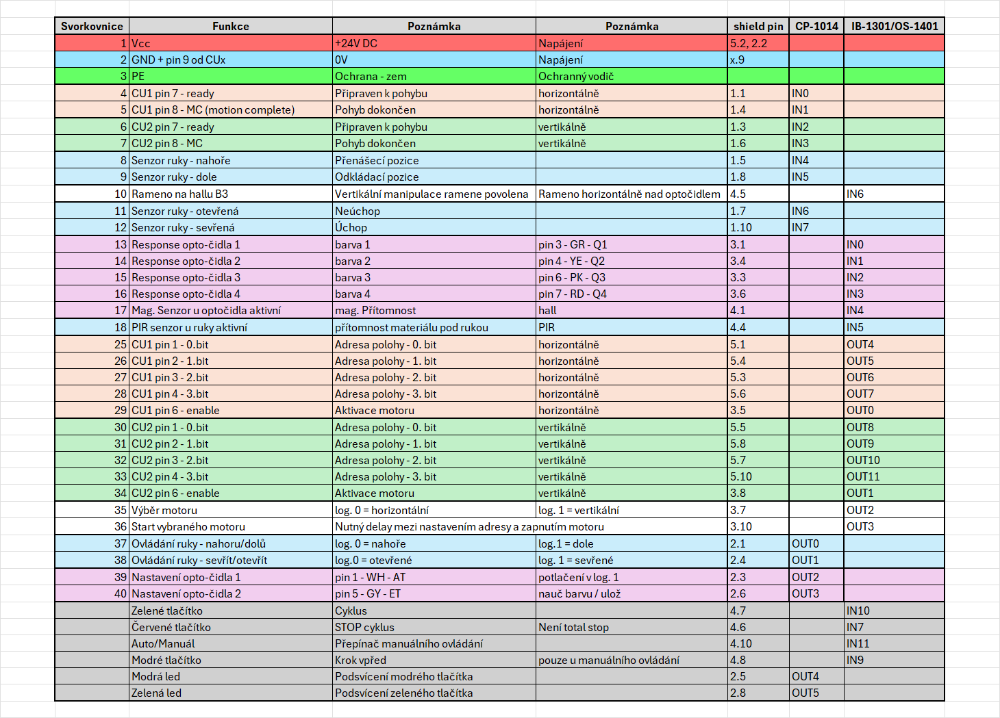 Svorkovnice Funkce Poznámka Poznámka shield pin CP-1014 IB-1301/OS-1401
1 Vcc +24V DC Napájení 5.2, 2.2
2 GND + pin 9 od CUx 0V Napájení x.9
3 PE Ochrana - zem Ochranný vodič
4 CU1 pin 7 - ready Připraven k pohybu horizontálně 1.1 IN0
5 CU1 pin 8 - MC (motion complete) Pohyb dokončen horizontálně 1.4 IN1
6 CU2 pin 7 - ready Připraven k pohybu vertikálně 1.3 IN2
7 CU2 pin 8 - MC Pohyb dokončen vertikálně 1.6 IN3
8 Senzor ruky - nahoře Přenášecí pozice 1.5 IN4
9 Senzor ruky - dole Odkládací pozice 1.8 IN5
10 Rameno na hallu B3 Vertikální manipulace ramene povolena Rameno horizontálně nad optočidlem 4.5 IN6
11 Senzor ruky - otevřená Neúchop 1.7 IN6
12 Senzor ruky - sevřená Úchop 1.10 IN7
13 Response opto-čidla 1 barva 1 pin 3 - GR - Q1 3.1 IN0
14 Response opto-čidla 2 barva 2 pin 4 - YE - Q2 3.4 IN1
15 Response opto-čidla 3 barva 3 pin 6 - PK - Q3 3.3 IN2
16 Response opto-čidla 4 barva 4 pin 7 - RD - Q4 3.6 IN3
17 Mag. Senzor u optočidla aktivní mag. Přítomnost hall 4.1 IN4
18 PIR senzor u ruky aktivní přítomnost materiálu pod rukou PIR 4.4 IN5
25 CU1 pin 1 - 0.bit Adresa polohy - 0. bit horizontálně 5.1 OUT4
26 CU1 pin 2 - 1.bit Adresa polohy - 1. bit horizontálně 5.4 OUT5
27 CU1 pin 3 - 2.bit Adresa polohy - 2. bit horizontálně 5.3 OUT6
28 CU1 pin 4 - 3.bit Adresa polohy - 3. bit horizontálně 5.6 OUT7
29 CU1 pin 6 - enable Aktivace motoru horizontálně 3.5 OUT0
30 CU2 pin 1 - 0.bit Adresa polohy - 0. bit vertikálně 5.5 OUT8
31 CU2 pin 2 - 1.bit Adresa polohy - 1. bit vertikálně 5.8 OUT9
32 CU2 pin 3 - 2.bit Adresa polohy - 2. bit vertikálně 5.7 OUT10
33 CU2 pin 4 - 3.bit Adresa polohy - 3. bit vertikálně 5.10 OUT11
34 CU2 pin 6 - enable Aktivace motoru vertikálně 3.8 OUT1
35 Výběr motoru log. 0 = horizontální log. 1 = vertikální 3.7 OUT2
36 Start vybraného motoru Nutný delay mezi nastavením adresy a zapnutím motoru 3.10 OUT3
37 Ovládání ruky - nahoru/dolů log. 0 = nahoře log.1 = dole 2.1 OUT0
38 Ovládání ruky - sevřít/otevřít log.0 = otevřené log. 1 = sevřené 2.4 OUT1
39 Nastavení opto-čidla 1 pin 1 - WH - AT potlačení v log. 1 2.3 OUT2
40 Nastavení opto-čidla 2 pin 5 - GY - ET nauč barvu / ulož 2.6 OUT3
Zelené tlačítko Cyklus 4.7 IN10
Červené tlačítko STOP cyklus Není total stop 4.6 IN7
Auto/Manuál Přepínač manuálního ovládání 4.10 IN11
Modré tlačítko Krok vpřed pouze u manuálního ovládání 4.8 IN9
Modrá led Podsvícení modrého tlačítka 2.5 OUT4
Zelená led Podsvícení zeleného tlačítka 2.8 OUT5